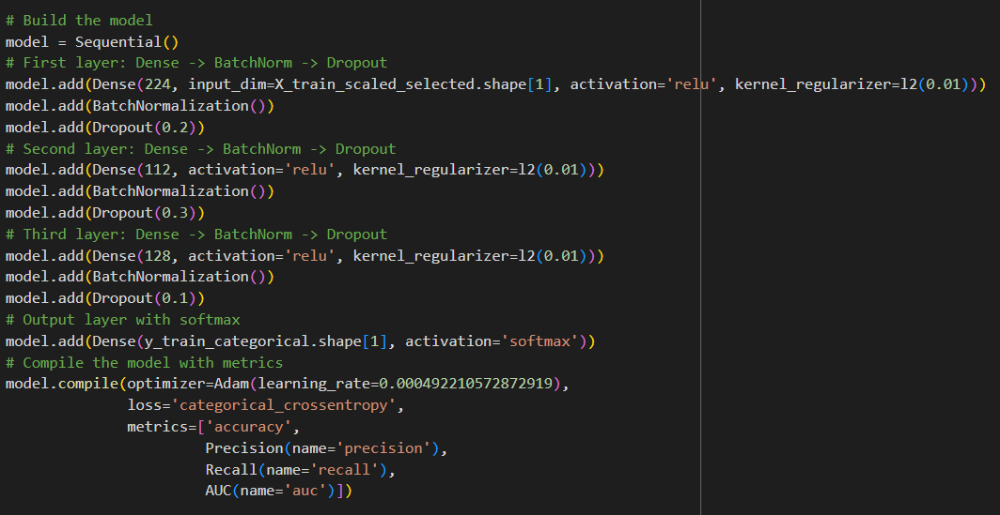 # Build the model
model = Sequential()
# First layer: Dense -> BatchNorm -> Dropout
model.add(Dense(224, input_dim=X_train_scaled_selected.shape[1], activation='relu', kernel_regularizer=l2(0.01)))
model.add(BatchNormalization())
model.add(Dropout(0.2))
# Second layer: Dense -> BatchNorm -> Dropout
model.add(Dense(112, activation='relu', kernel_regularizer=l2(0.01)))
model.add(BatchNormalization())
model.add(Dropout(0.3))
# Third layer: Dense -> BatchNorm -> Dropout
model.add(Dense(128, activation='relu', kernel_regularizer=l2(0.01)))
model.add(BatchNormalization())
model.add(Dropout(0.1))
# Output layer with softmax
model.add(Dense(y_train_categorical.shape[1], activation='softmax'))
# Compile the model with metrics
model.compile(optimizer=Adam(learning_rate=0.000492210572872919),
              loss='categorical_crossentropy',
              metrics=['accuracy',
                       Precision(name='precision'),
                       Recall(name='recall'),
                       AUC(name='auc')])